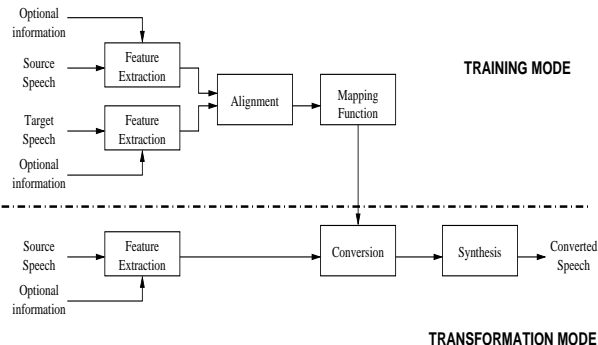 Optional
information
Source
Speech
Feature
Extraction
TRAINING MODE
Alignment
Mapping
Function
Target
Speech
Feature
Extraction
Optional
information
Source
Speech
Feature
Extraction
Conversion
Synthesis
Converted
Speech
Optional
information
TRANSFORMATION MODE